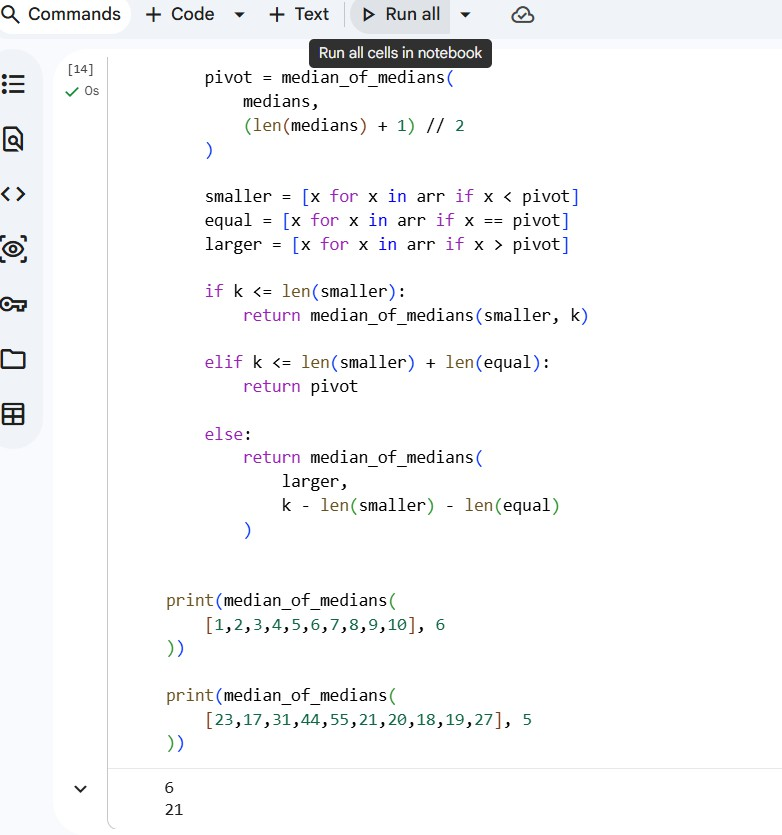 Commands + Code + Text Run all
Run all cells in notebook
[14]
0s
pivot = median_of_medians(
medians,
(len(medians) + 1) // 2
)
smaller = [x for x in arr if x < pivot]
equal = [x for x in arr if x == pivot]
larger = [x for x in arr if x > pivot]
if k <= len(smaller):
return median_of_medians(smaller, k)
elif k <= len(smaller) + len(equal):
return pivot
else:
return median_of_medians(
larger,
k - len(smaller) - len(equal)
)
print(median_of_medians(
[1,2,3,4,5,6,7,8,9,10], 6
))
print(median_of_medians(
[23,17,31,44,55,21,20,18,19,27], 5
))
6
21